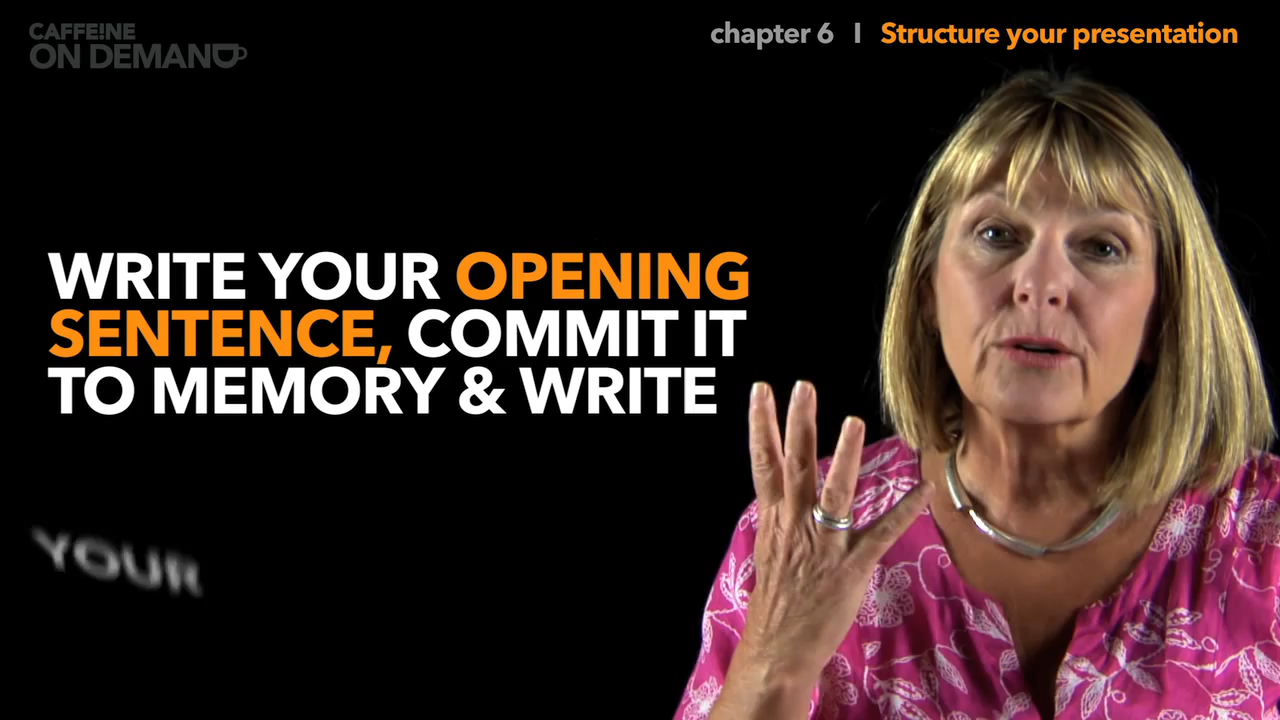 CAFFE!NE
ON DEMAND
chapter 6 | Structure your presentation
WRITE YOUR OPENING
SENTENCE, COMMIT IT
TO MEMORY & WRITE
YOUR